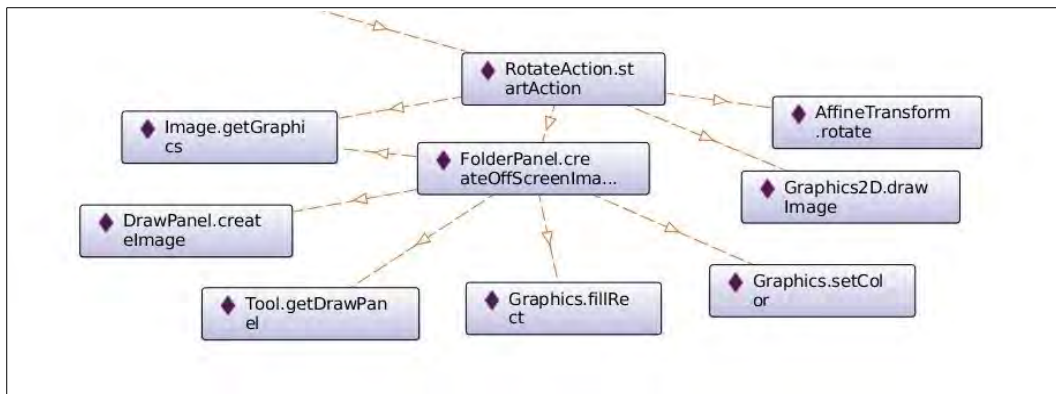 RotateAction.st
artAction
AffineTransform
.rotate
Image.getGraphi
cs
FolderPanel.cre
ateOffScreenIma...
Graphics2D.draw
Image
DrawPanel.creat
eImage
Graphics.setCol
or
Tool.getDrawPan
el
Graphics.fillRe
ct